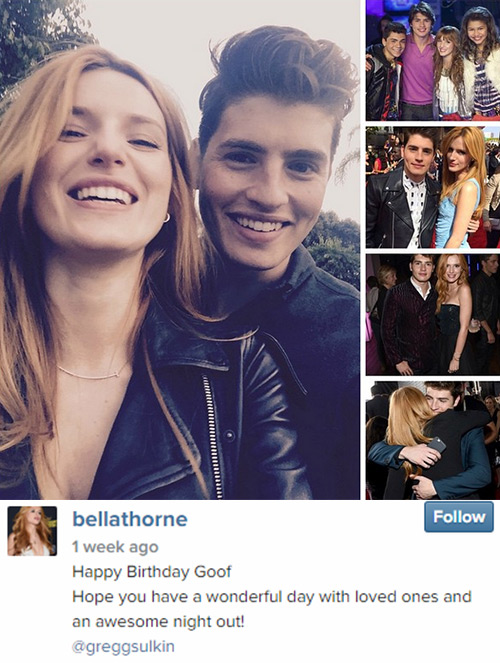 bellathorne
Follow
1 week ago
Happy Birthday Goof
Hope you have a wonderful day with loved ones and
an awesome night out!
@greggsulkin